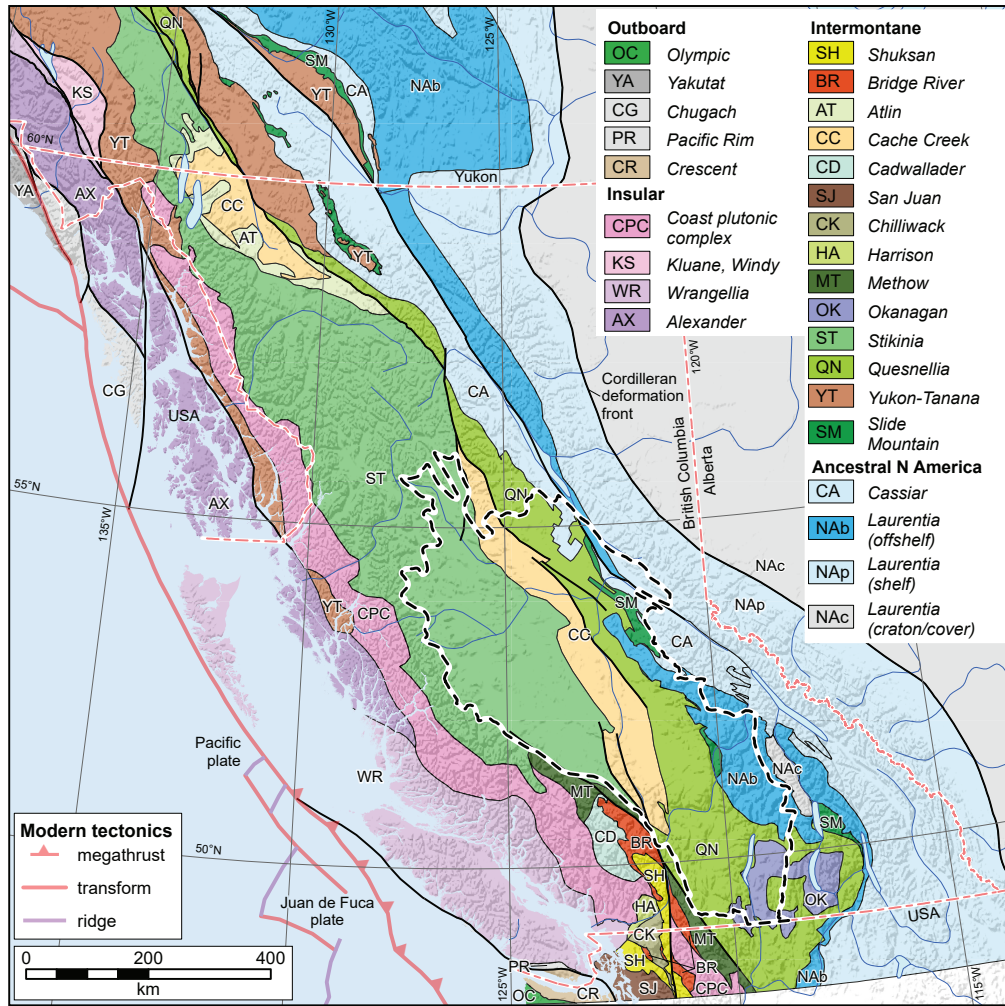 Outboard
OC Olympic
YA Yakutat
CG Chugach
PR Pacific Rim
CR Crescent
Insular
CPC Coast plutonic
complex
KS Kluane, Windy
WR Wrangellia
AX Alexander
Intermontane
SH Shuksan
BR Bridge River
AT Atlin
CC Cache Creek
CD Cadwallader
SJ San Juan
CK Chilliwack
HA Harrison
MT Methow
OK Okanagan
ST Stikinia
QN Quesnellia
YT Yukon-Tanana
SM Slide
Mountain
Ancestral N America
CA Cassiar
NAb Laurentia
(offshelf)
NAp Laurentia
(shelf)
NAc Laurentia
(craton/cover)
QN
130°W
125°W
SM
YT
CA
NAb
KS
60°N
YT
Yukon
YA
AX
CC
AT
YT
120°W
CG
CA
Cordilleran
deformation
front
USA
British Columbia
Alberta
55°N
ST
QN
AX
135°W
NAc
NAp
YT
CPC
SM
CC
CA
Pacific
plate
WR
NAb
NAc
MT
SM
CD
BR
QN
50°N
SH
OK
HA
USA
Juan de Fuca
plate
CK
MT
SH
BR
PR
NAb
SJ
CPC
OC
CR
125°W
115°W
Modern tectonics
megathrust
transform
ridge
0 200 400
km